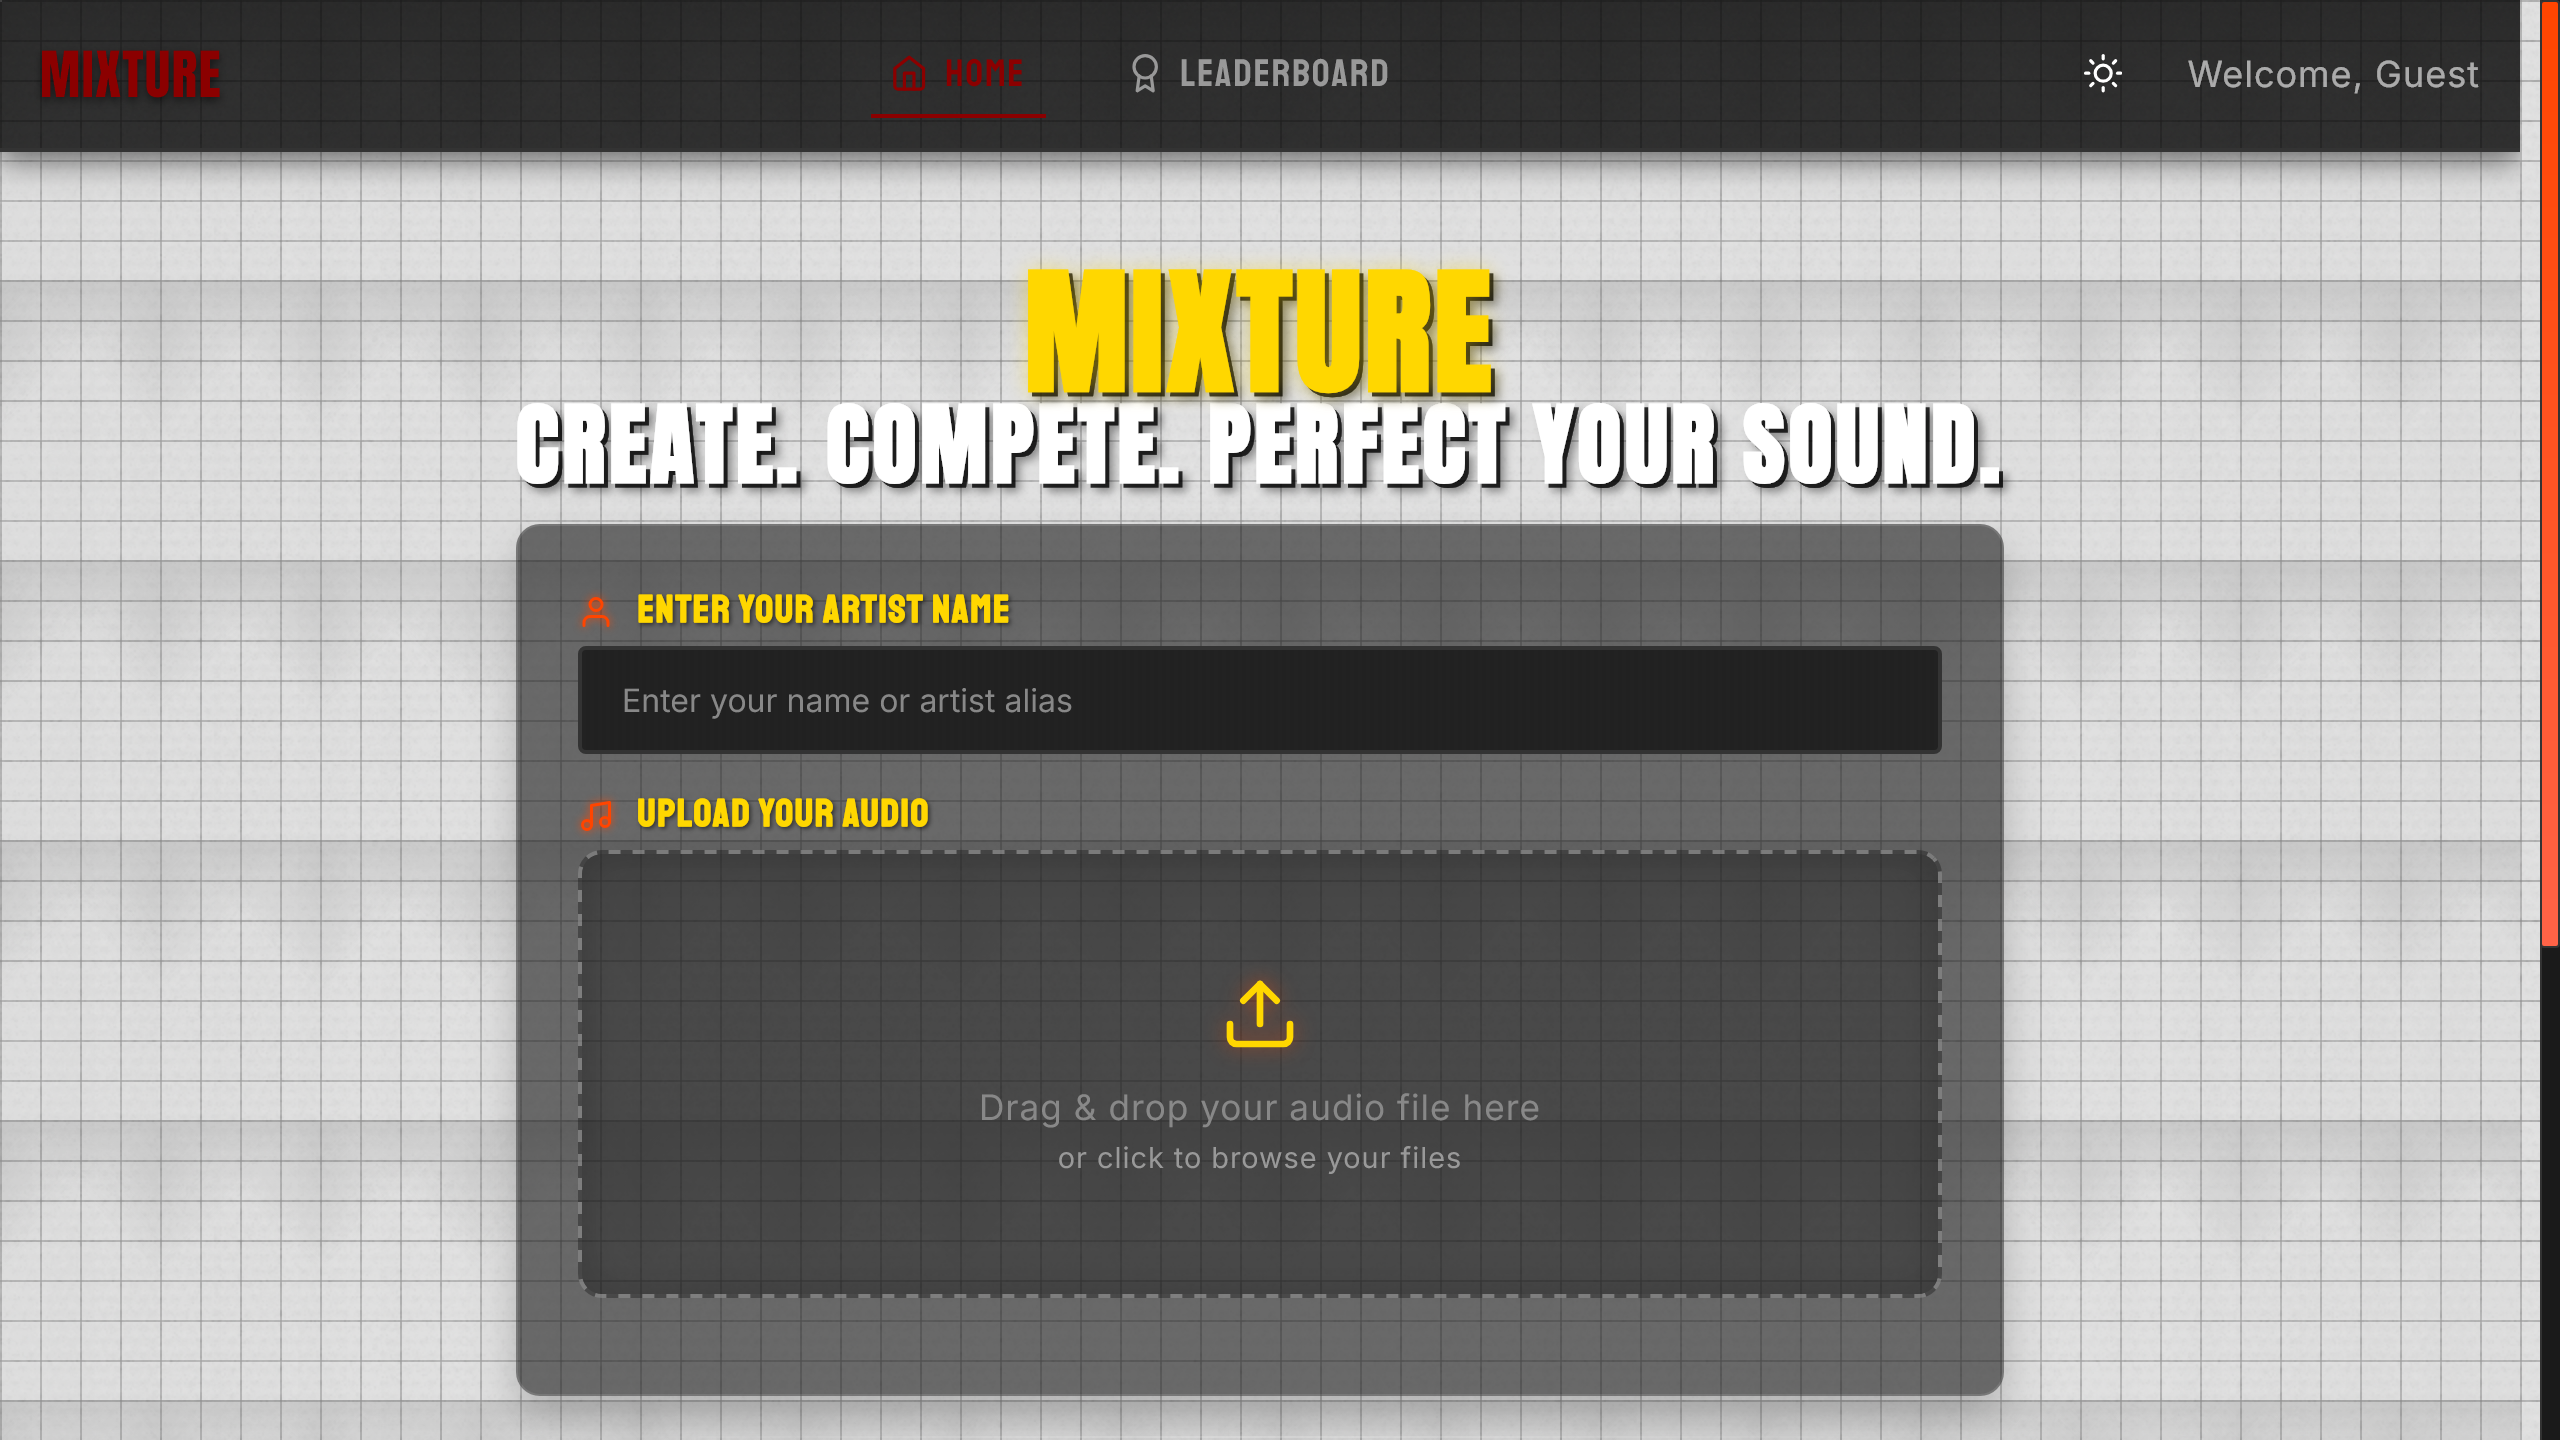 MIXTURE
HOME
LEADERBOARD
Welcome, Guest
MIXTURE
CREATE. COMPETE. PERFECT YOUR SOUND.
ENTER YOUR ARTIST NAME
Enter your name or artist alias
UPLOAD YOUR AUDIO
Drag & drop your audio file here
or click to browse your files